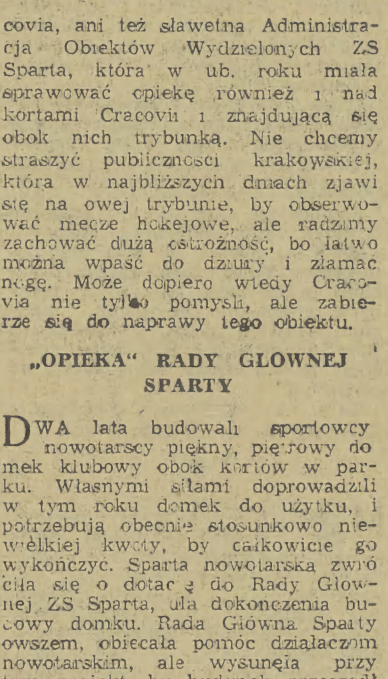 covia, ani też sławetna Administra-
cja Obiektów Wydzielonych ZS
Sparta, która w ub. roku miała
sprawować opiekę również i nad
kortami Cracovii i znajdującą się
obok nich trybunką. Nie chcemy
straszyć publiczności krakowskiej,
która w najbliższych dniach zjawi
się na owej trybunie, by obserwo-
wać mecze hokejowe, ale radzimy
zachować dużą ostrożność, bo łatwo
można wpaść do dziury i złamać
nogę. Może dopiero wtedy Craco-
via nie tylko pomyśli, ale zabie-
rze się do naprawy tego obiektu.
„OPIEKA“ RADY GŁOWNEJ
SPARTY
DWA lata budowali sportowcy
nowotarscy piękny, piętrowy do
mek klubowy obok kortów w par-
ku. Własnymi siłami doprowadzili
w tym roku domek do użytku, i
potrzebują obecnie stosunkowo nie-
wielkiej kwoty, by całkowicie go
wykończyć. Sparta nowotarska zwró
ciła się o dotację do Rady Głów-
nej ZS Sparta, dla dokończenia bu-
dowy domku. Rada Główna Sparty
owszem, obiecała pomóc działaczom
nowotarskim, ale wysunęła przy